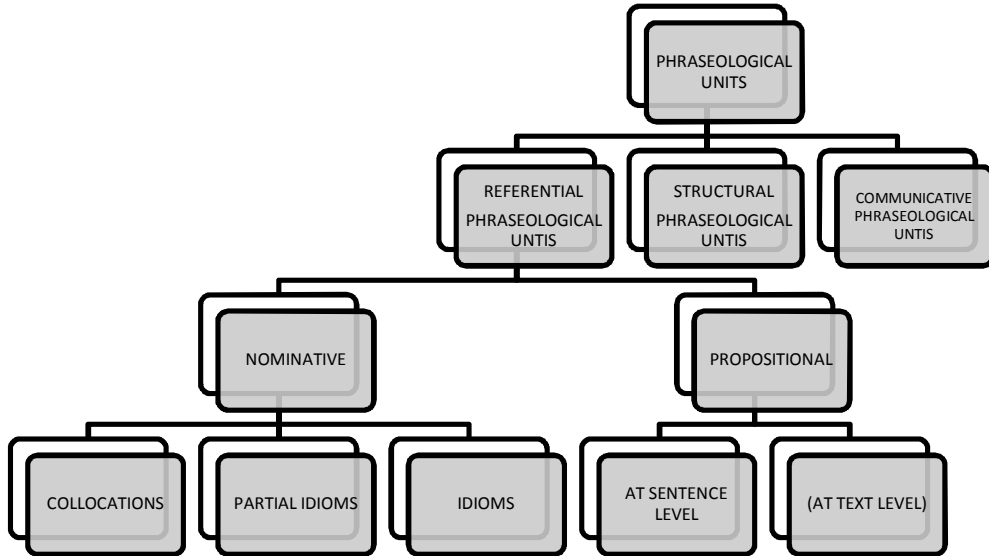 PHRASEOLOGICAL
UNITS
REFERENTIAL
PHRASEOLOGICAL
UNTIS
STRUCTURAL
PHRASEOLOGICAL
UNTIS
COMMUNICATIVE
PHRASEOLOGICAL
UNTIS
NOMINATIVE
PROPOSITIONAL
COLLOCATIONS
PARTIAL IDIOMS
IDIOMS
AT SENTENCE
LEVEL
(AT TEXT LEVEL)